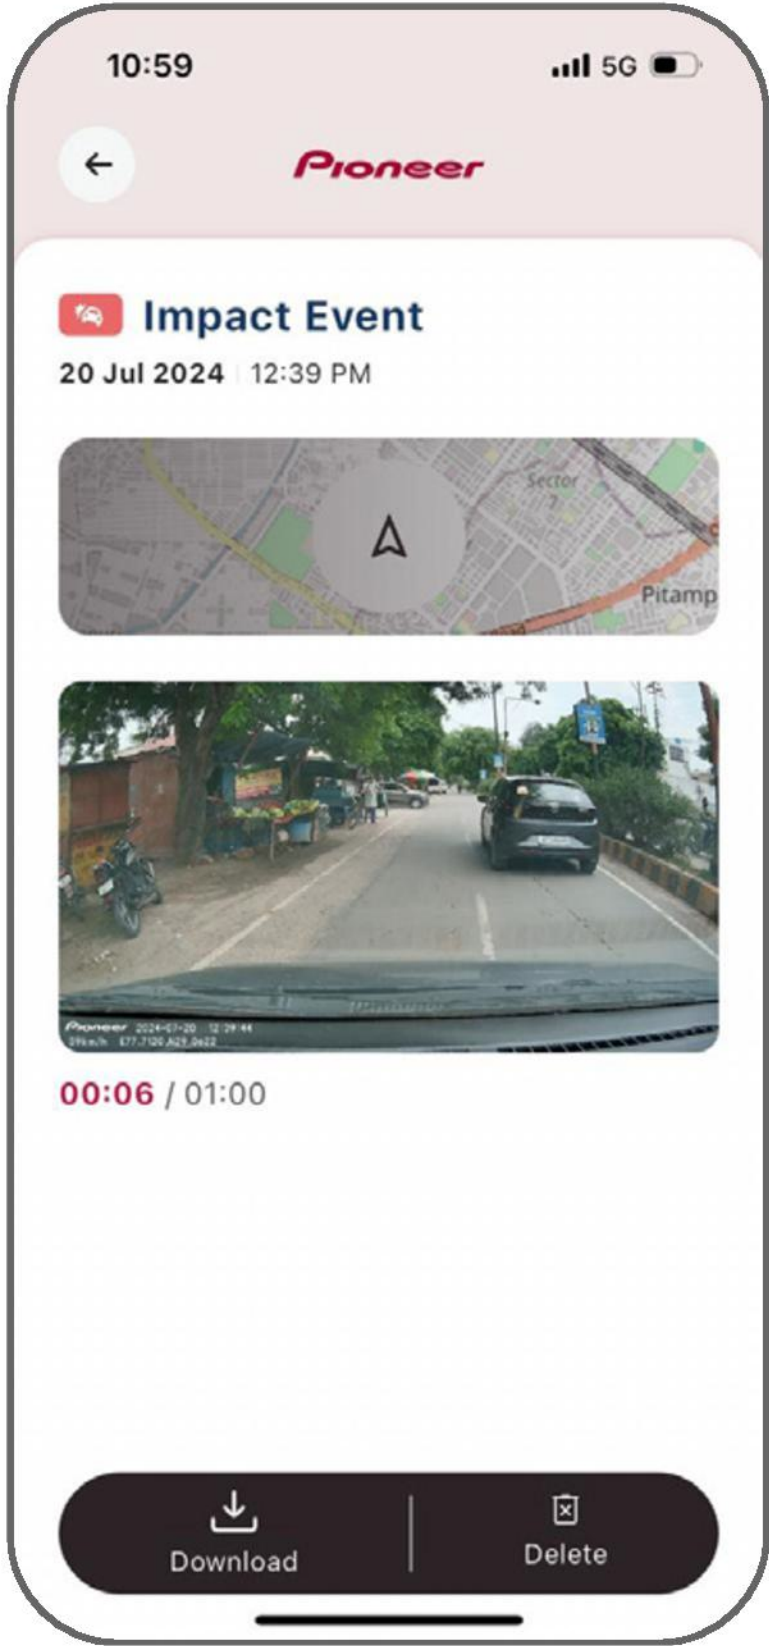 10:59 5G
Pioneer
Impact Event
20 Jul 2024 12:39 PM
Sector
7
Pitamp
Pioneer 2024-07-20 12:39:44
00:06 / 01:00
Download
Delete